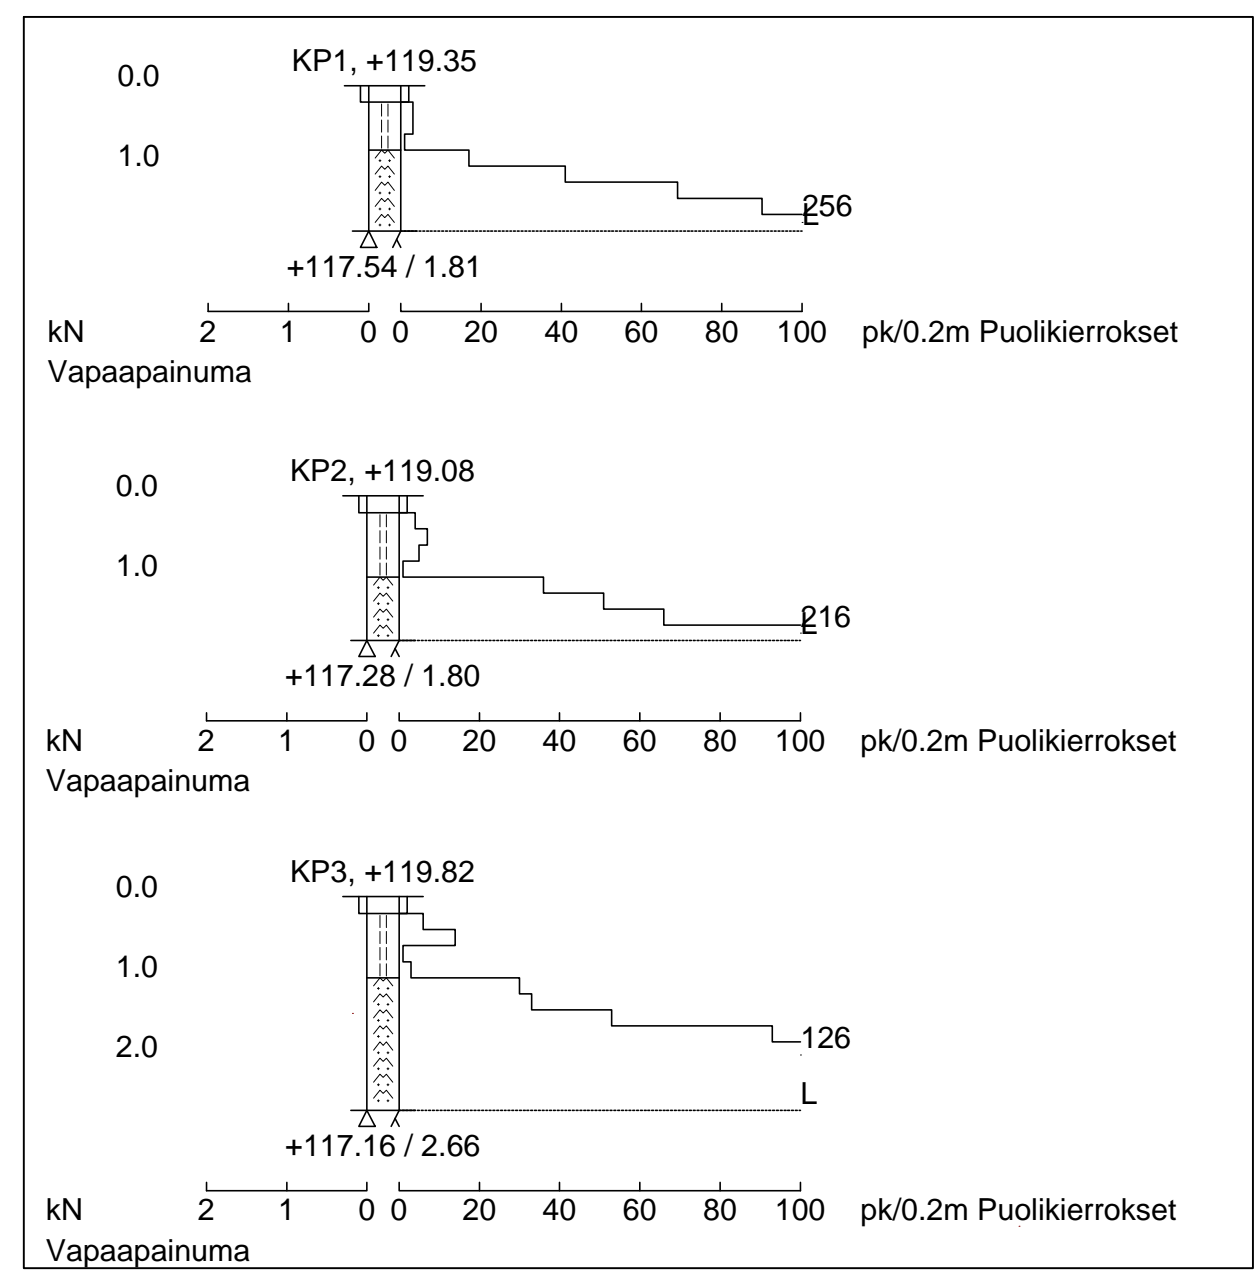 KP1, +119.35
0.0
1.0
256
L
+117.54 / 1.81
kN 2 1 0 0 20 40 60 80 100 pk/0.2m Puolikierrokset
Vapaapainuma
KP2, +119.08
0.0
1.0
216
L
+117.28 / 1.80
kN 2 1 0 0 20 40 60 80 100 pk/0.2m Puolikierrokset
Vapaapainuma
KP3, +119.82
0.0
1.0
2.0
126
L
+117.16 / 2.66
kN 2 1 0 0 20 40 60 80 100 pk/0.2m Puolikierrokset
Vapaapainuma